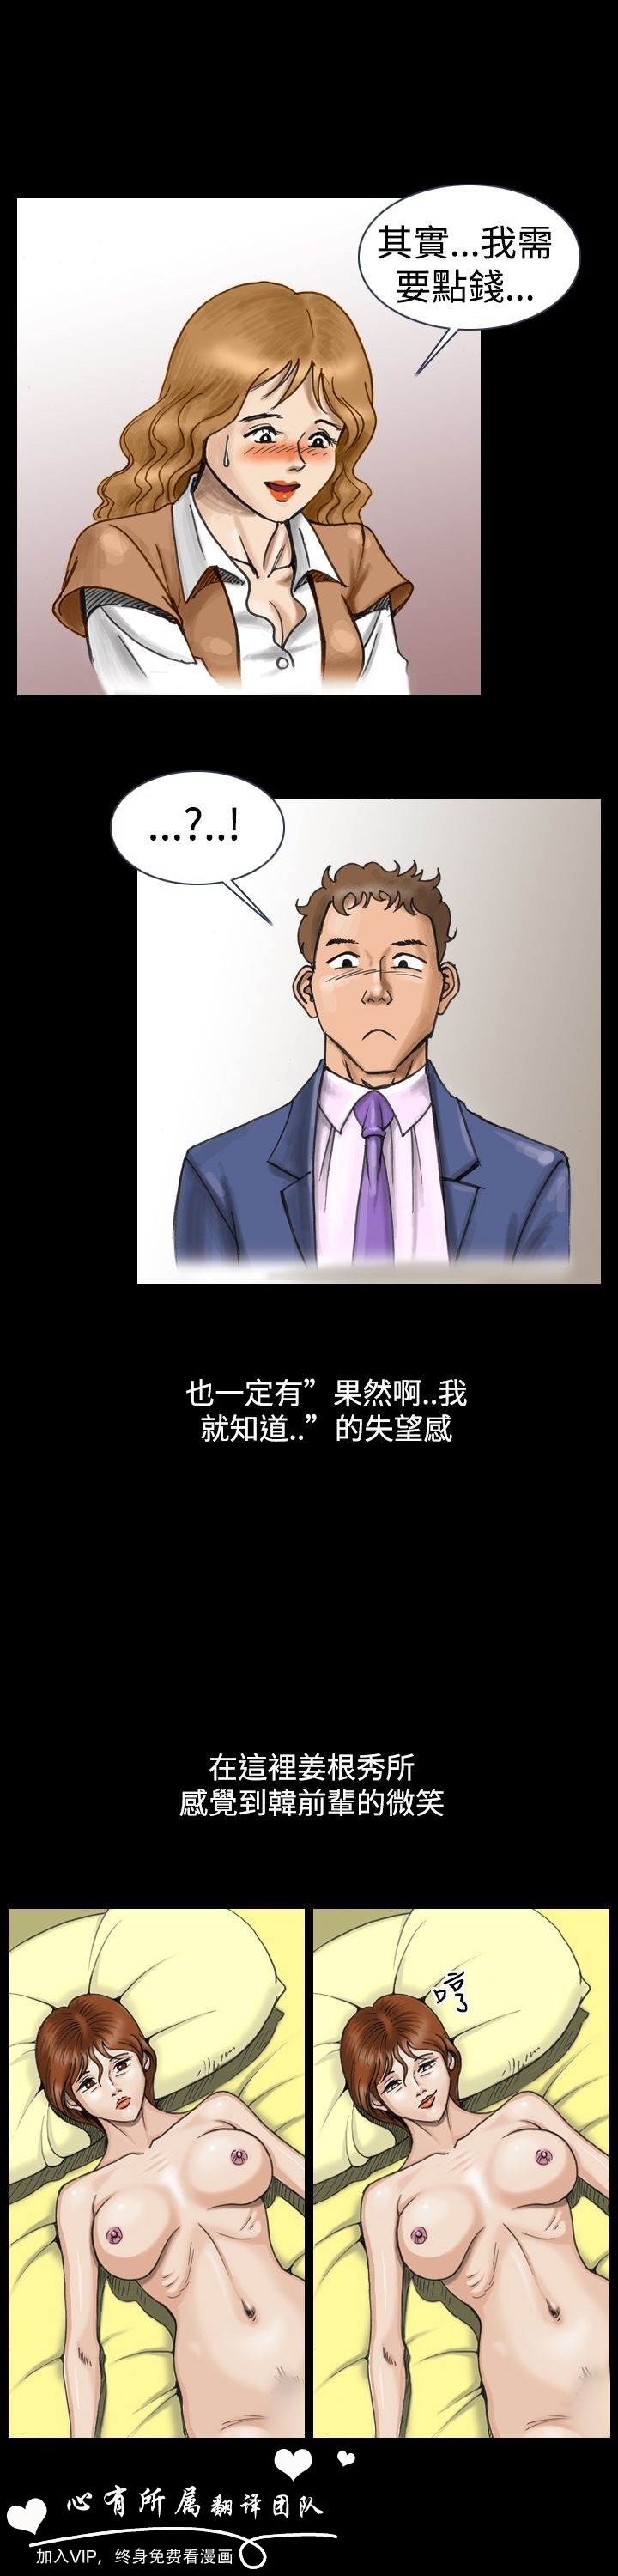 其實...我需
要點錢...
...?..!
也一定有”果然啊..我
就知道..”的失望感
在這裡姜根秀所
感覺到韓前輩的微笑
哼
心有所属翻译团队
加入VIP，终身免费看漫画